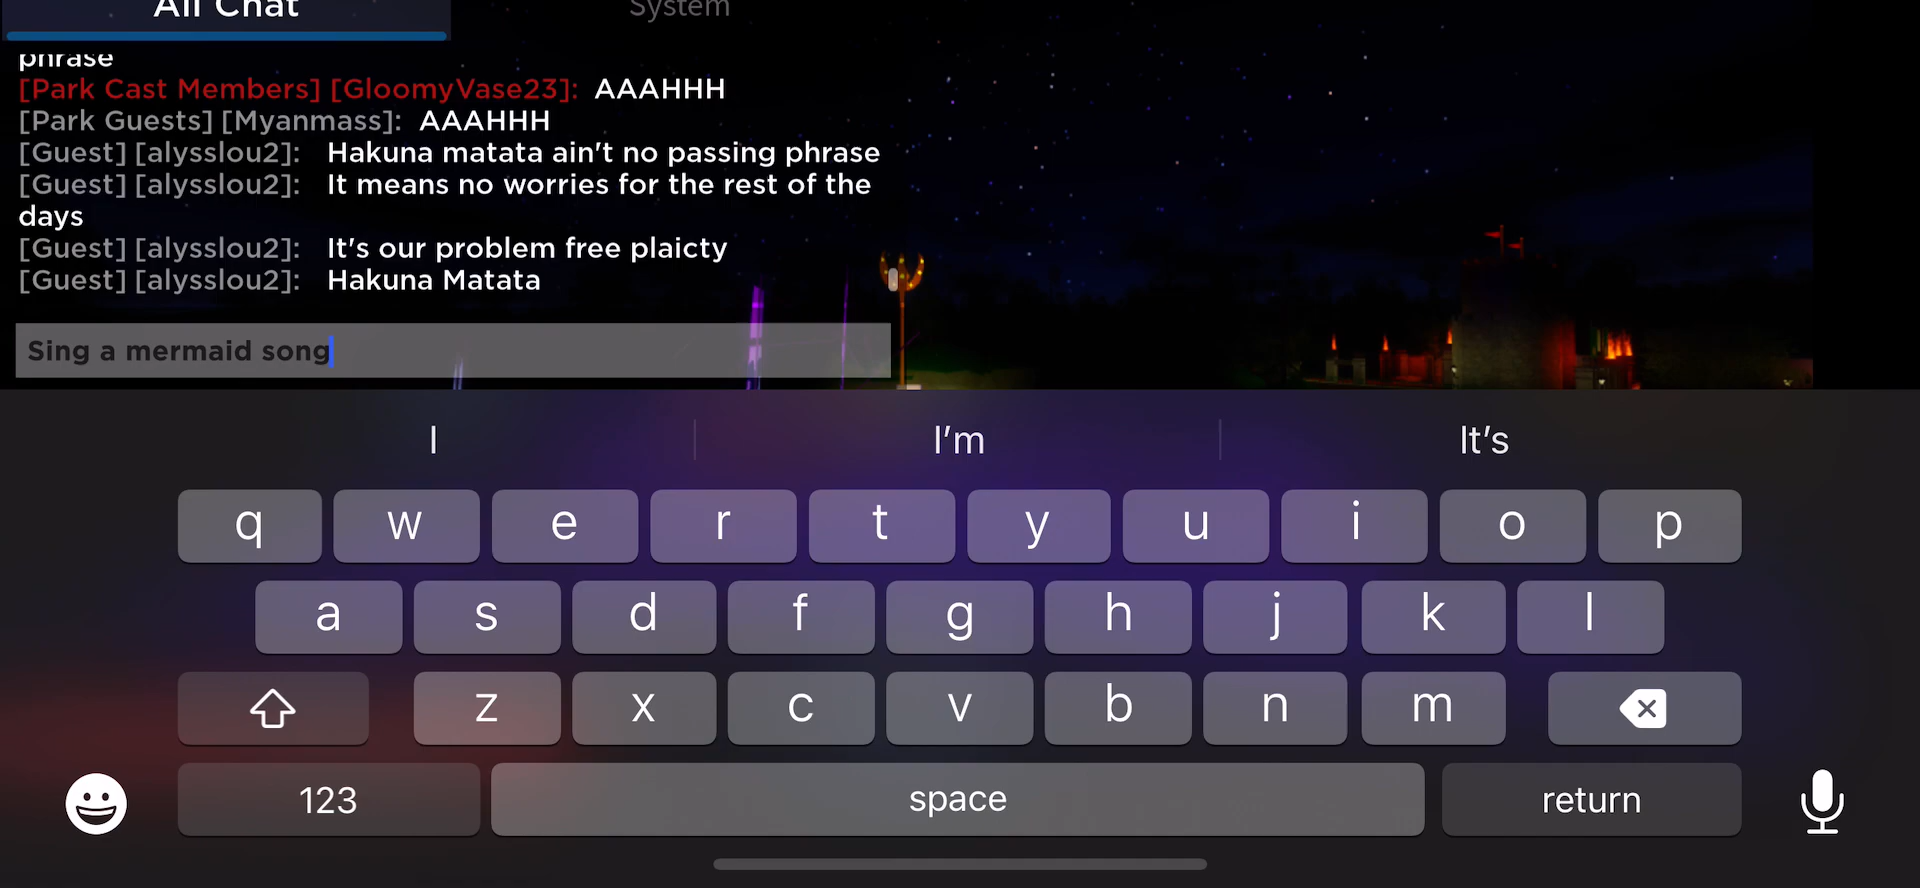 All Chat System
phrase
[Park Cast Members] [GloomyVase23]: AAAHHH
[Park Guests] [Myanmass]: AAAHHH
[Guest] [alysslou2]: Hakuna matata ain't no passing phrase
[Guest] [alysslou2]: It means no worries for the rest of the
days
[Guest] [alysslou2]: It's our problem free plaicty
[Guest] [alysslou2]: Hakuna Matata
Sing a mermaid song
I I'm It's
q w e r t y u i o p
a s d f g h j k l
z x c v b n m
123 space return